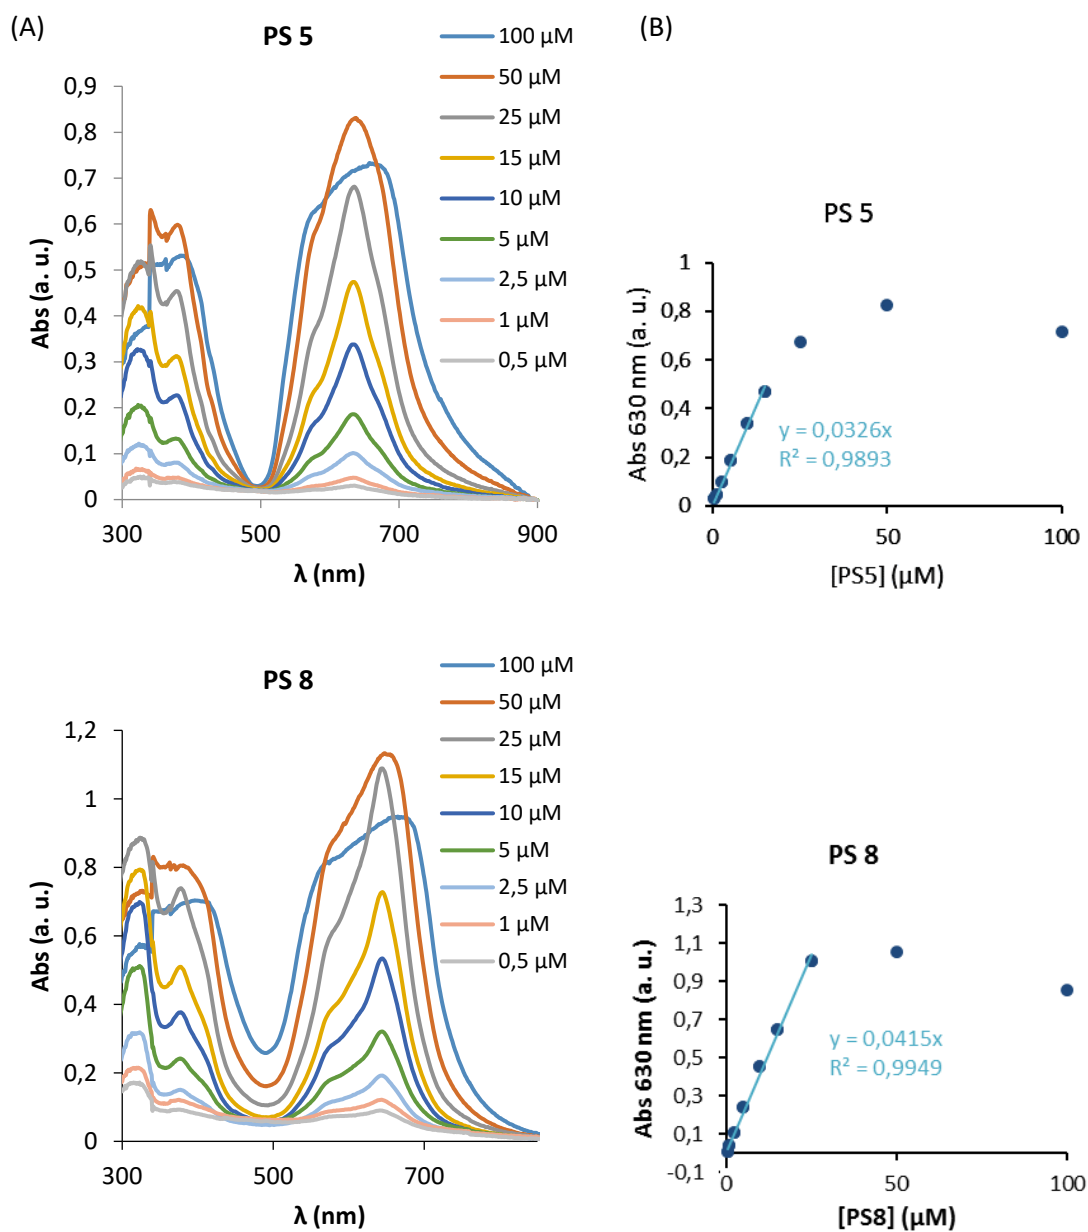 (A)
PS 5
100 µM
50 µM
25 µM
15 µM
10 µM
5 µM
2,5 µM
1 µM
0,5 µM
0,9
0,8
0,7
0,6
0,5
0,4
0,3
0,2
0,1
0
Abs (a. u.)
300 500 700 900
λ (nm)
(B)
PS 5
1
0,8
0,6
0,4
0,2
0
Abs 630 nm (a. u.)
y = 0,0326x
R² = 0,9893
0 50 100
[PS5] (µM)
PS 8
100 µM
50 µM
25 µM
15 µM
10 µM
5 µM
2,5 µM
1 µM
0,5 µM
1,2
1
0,8
0,6
0,4
0,2
0
Abs (a. u.)
300 500 700
λ (nm)
PS 8
1,3
1,1
0,9
0,7
0,5
0,3
0,1
-0,1
Abs 630 nm (a. u.)
y = 0,0415x
R² = 0,9949
0 50 100
[PS8] (µM)